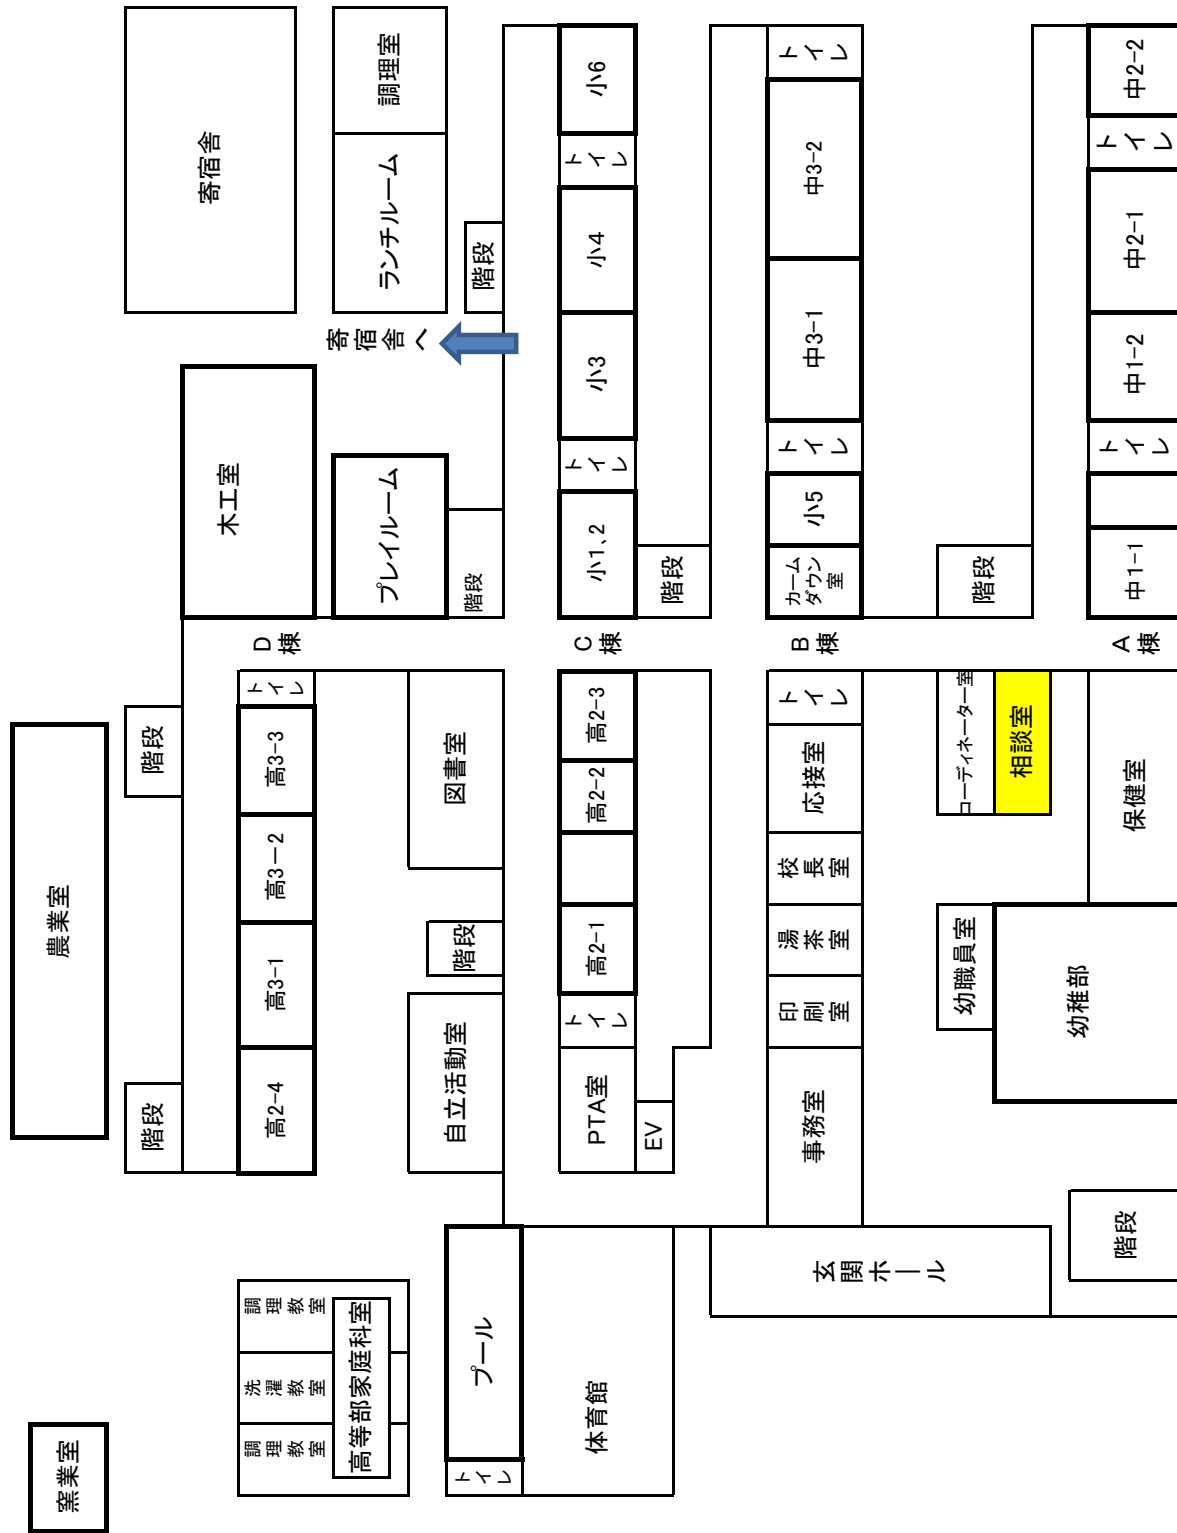 窯業室
農業室
寄宿舎
階段
階段
木工室
調理教室
洗濯教室
調理教室
高等部家庭科室
高2-4
高3-1
高3ー2
高3-3
トイレ
D棟
プレイルーム
寄宿舎へ
ランチルーム
調理室
トイレ
プール
自立活動室
階段
図書室
階段
階段
体育館
PTA室
トイレ
高2-1
高2-2
高2-3
C棟
小1、2
トイレ
小3
小4
トイレ
小6
EV
階段
玄関ホール
事務室
印刷室
湯茶室
校長室
応接室
トイレ
B棟
カームダウン室
小5
トイレ
中3-1
中3-2
トイレ
幼職員室
コーディネーター室
相談室
階段
階段
幼稚部
保健室
A棟
中1-1
トイレ
中1-2
中2-1
トイレ
中2-2